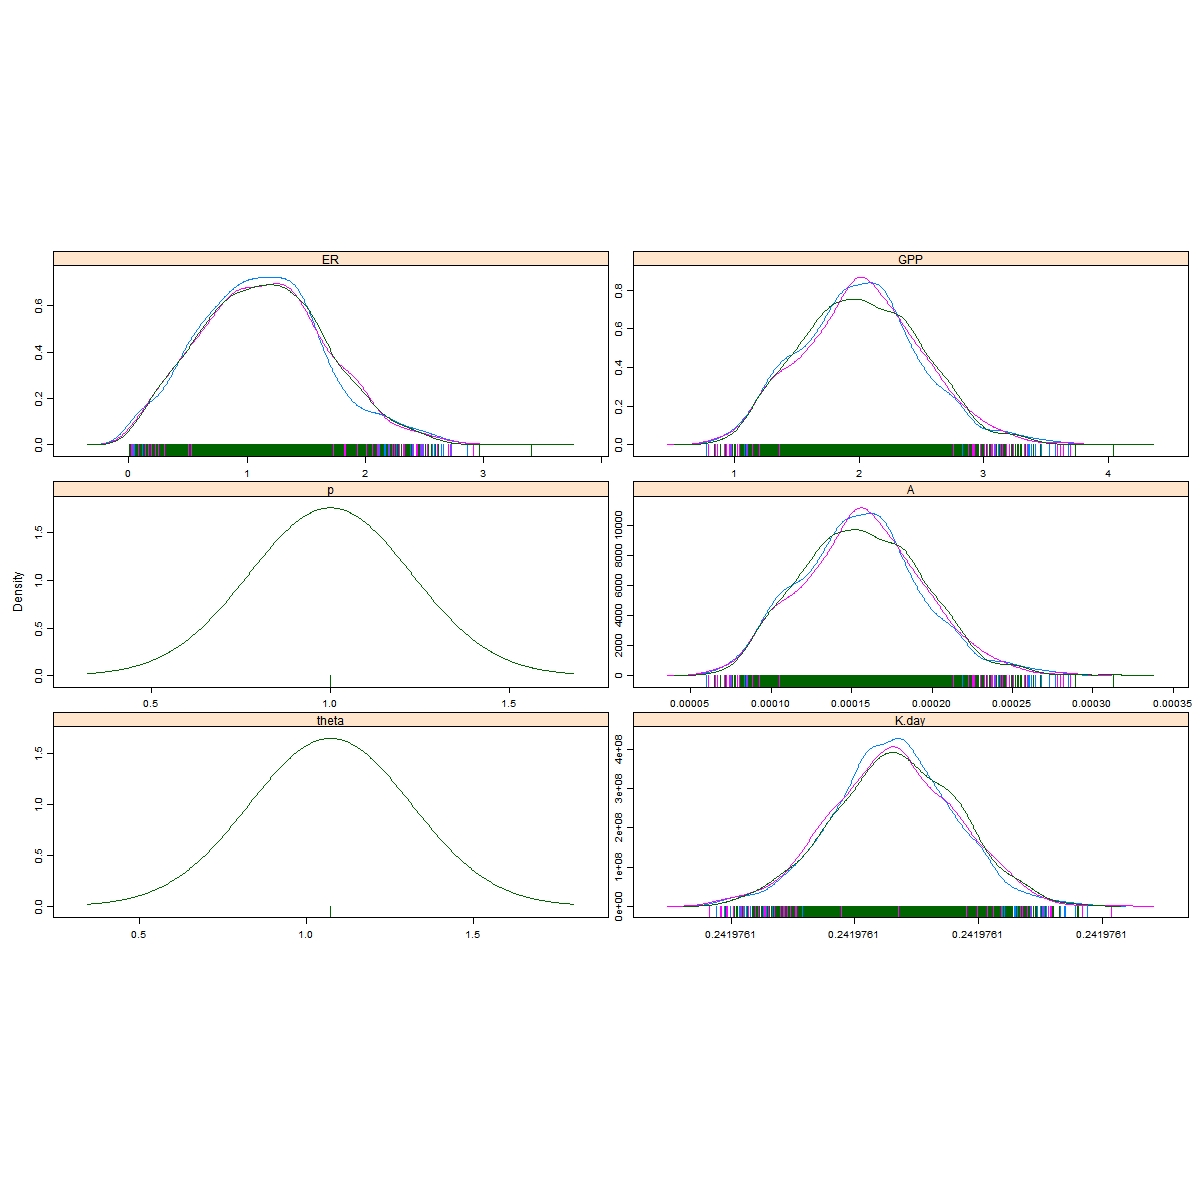 ER
0.0 0.2 0.4 0.6
0 1 2 3
GPP
0.0 0.2 0.4 0.6 0.8
1 2 3 4
p
0.0 0.5 1.0 1.5
0.5 1.0 1.5
A
0 2000 4000 6000 8000 10000
0.00005 0.00010 0.00015 0.00020 0.00025 0.00030 0.00035
Density
theta
0.0 0.5 1.0 1.5
0.5 1.0 1.5
K.day
0e+00 1e+08 2e+08 3e+08 4e+08
0.2419761 0.2419761 0.2419761 0.2419761